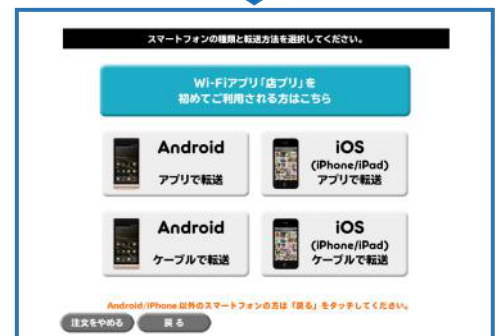 スマートフォンの種類と転送方法を選択してください。
Wi-Fiアプリ「店プリ」を
初めてご利用される方はこちら
Android
アプリで転送
iOS
(iPhone/iPad)
アプリで転送
Android
ケーブルで転送
iOS
(iPhone/iPad)
ケーブルで転送
Android/iPhone以外のスマートフォンの方は「戻る」をタッチしてください。
注文をやめる
戻る